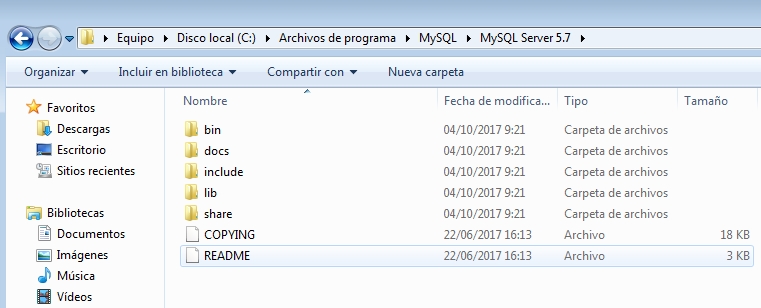 Equipo Disco local (C:) Archivos de programa MySQL MySQL Server 5.7
Organizar Incluir en biblioteca Compartir con Nueva carpeta
Favoritos
Descargas
Escritorio
Sitios recientes
Bibliotecas
Documentos
Imágenes
Música
Vídeos
Nombre Fecha de modifica... Tipo Tamaño
bin 04/10/2017 9:21 Carpeta de archivos
docs 04/10/2017 9:21 Carpeta de archivos
include 04/10/2017 9:21 Carpeta de archivos
lib 04/10/2017 9:21 Carpeta de archivos
share 04/10/2017 9:21 Carpeta de archivos
COPYING 22/06/2017 16:13 Archivo 18 KB
README 22/06/2017 16:13 Archivo 3 KB